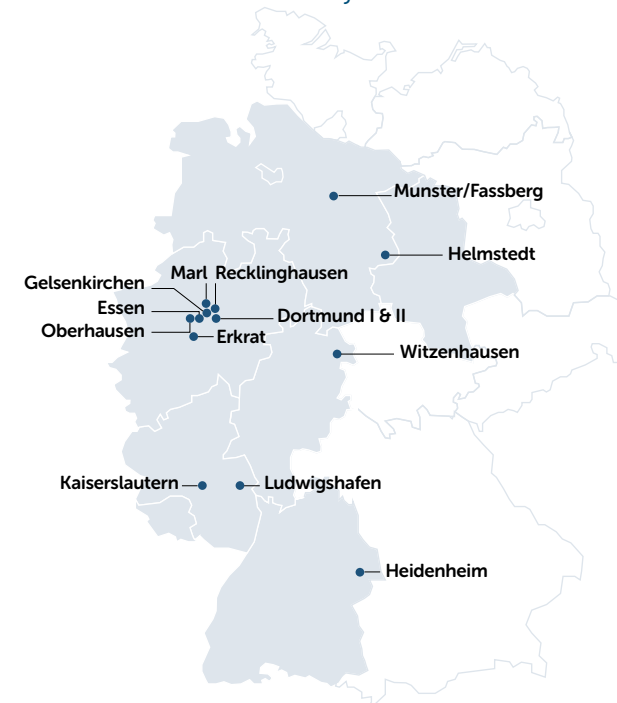 Munster/Fassberg
Helmstedt
Marl Recklinghausen
Gelsenkirchen
Essen
Dortmund I & II
Oberhausen
Erkrat
Witzenhausen
Kaiserslautern
Ludwigshafen
Heidenheim